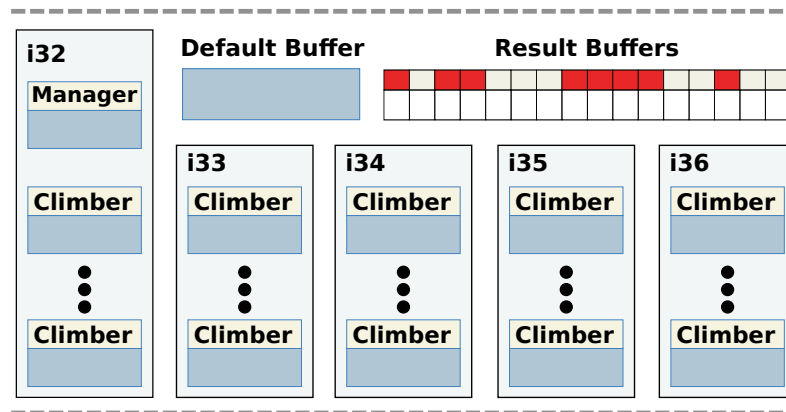 i32
Default Buffer
Result Buffers
Manager
i33
i34
i35
i36
Climber
Climber
Climber
Climber
Climber
Climber
Climber
Climber
Climber
Climber